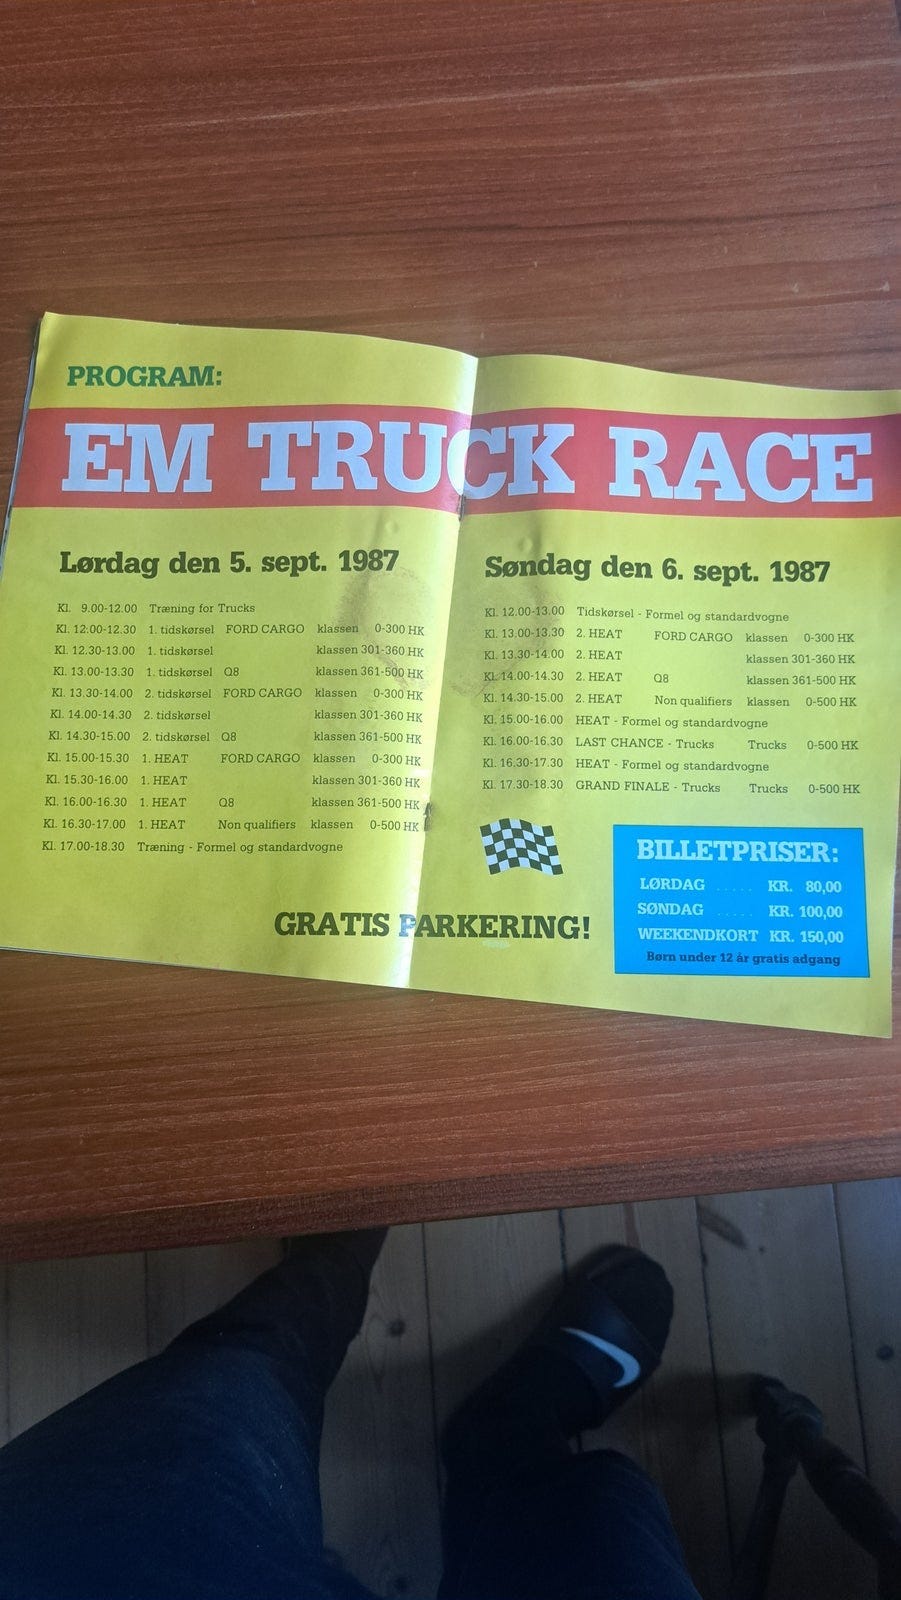 PROGRAM:
EM TRUCK RACE
Lørdag den 5. sept. 1987
Kl. 9.00-12.00 Træning for Trucks
Kl. 12:00-12.30 1. tidskørsel FORD CARGO klassen 0-300 HK
Kl. 12.30-13.00 1. tidskørsel klassen 301-360 HK
Kl. 13.00-13.30 1. tidskørsel Q8 klassen 361-500 HK
Kl. 13.30-14.00 2. tidskørsel FORD CARGO klassen 0-300 HK
Kl. 14.00-14.30 2. tidskørsel klassen 301-360 HK
Kl. 14.30-15.00 2. tidskørsel Q8 klassen 361-500 HK
Kl. 15.00-15.30 1. HEAT FORD CARGO klassen 0-300 HK
Kl. 15.30-16.00 1. HEAT klassen 301-360 HK
Kl. 16.00-16.30 1. HEAT Q8 klassen 361-500 HK
Kl. 16.30-17.00 1. HEAT Non qualifiers klassen 0-500 HK
Kl. 17.00-18.30 Træning - Formel og standardvogne
Søndag den 6. sept. 1987
Kl. 12.00-13.00 Tidskørsel - Formel og standardvogne
Kl. 13.00-13.30 2. HEAT FORD CARGO klassen 0-300 HK
Kl. 13.30-14.00 2. HEAT klassen 301-360 HK
Kl. 14.00-14.30 2. HEAT Q8 klassen 361-500 HK
Kl. 14.30-15.00 2. HEAT Non qualifiers klassen 0-500 HK
Kl. 15.00-16.00 HEAT - Formel og standardvogne
Kl. 16.00-16.30 LAST CHANCE - Trucks Trucks 0-500 HK
Kl. 16.30-17.30 HEAT - Formel og standardvogne
Kl. 17.30-18.30 GRAND FINALE - Trucks Trucks 0-500 HK
GRATIS PARKERING!
BILLETPRISER:
LØRDAG ..... KR. 80,00
SØNDAG ..... KR. 100,00
WEEKENDKORT KR. 150,00
Børn under 12 år gratis adgang